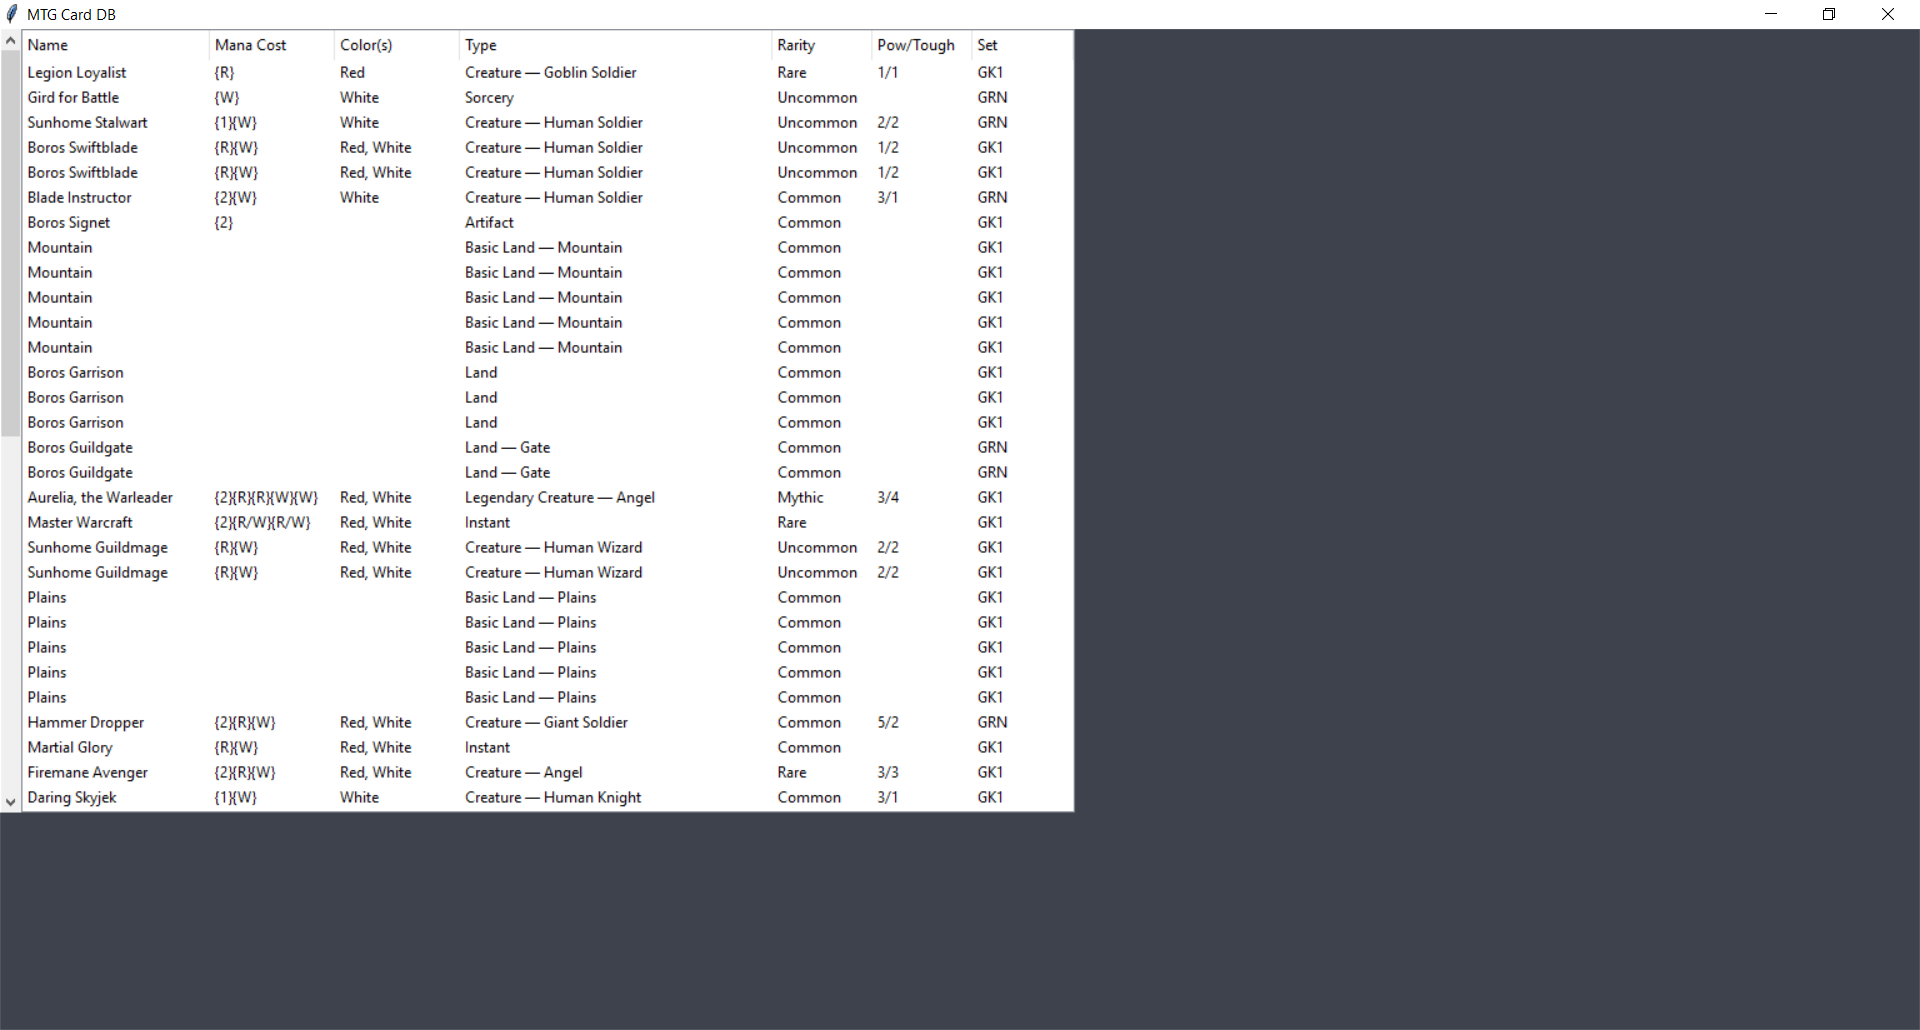 MTG Card DB
Name Mana Cost Color(s) Type Rarity Pow/Tough Set
Legion Loyalist {R} Red Creature — Goblin Soldier Rare 1/1 GK1
Gird for Battle {W} White Sorcery Uncommon GRN
Sunhome Stalwart {1}{W} White Creature — Human Soldier Uncommon 2/2 GRN
Boros Swiftblade {R}{W} Red, White Creature — Human Soldier Uncommon 1/2 GK1
Boros Swiftblade {R}{W} Red, White Creature — Human Soldier Uncommon 1/2 GK1
Blade Instructor {2}{W} White Creature — Human Soldier Common 3/1 GRN
Boros Signet {2} Artifact Common GK1
Mountain Basic Land — Mountain Common GK1
Mountain Basic Land — Mountain Common GK1
Mountain Basic Land — Mountain Common GK1
Mountain Basic Land — Mountain Common GK1
Mountain Basic Land — Mountain Common GK1
Boros Garrison Land Common GK1
Boros Garrison Land Common GK1
Boros Garrison Land Common GK1
Boros Guildgate Land — Gate Common GRN
Boros Guildgate Land — Gate Common GRN
Aurelia, the Warleader {2}{R}{R}{W}{W} Red, White Legendary Creature — Angel Mythic 3/4 GK1
Master Warcraft {2}{R/W}{R/W} Red, White Instant Rare GK1
Sunhome Guildmage {R}{W} Red, White Creature — Human Wizard Uncommon 2/2 GK1
Sunhome Guildmage {R}{W} Red, White Creature — Human Wizard Uncommon 2/2 GK1
Plains Basic Land — Plains Common GK1
Plains Basic Land — Plains Common GK1
Plains Basic Land — Plains Common GK1
Plains Basic Land — Plains Common GK1
Plains Basic Land — Plains Common GK1
Hammer Dropper {2}{R}{W} Red, White Creature — Giant Soldier Common 5/2 GRN
Martial Glory {R}{W} Red, White Instant Common GK1
Firemane Avenger {2}{R}{W} Red, White Creature — Angel Rare 3/3 GK1
Daring Skyjek {1}{W} White Creature — Human Knight Common 3/1 GK1